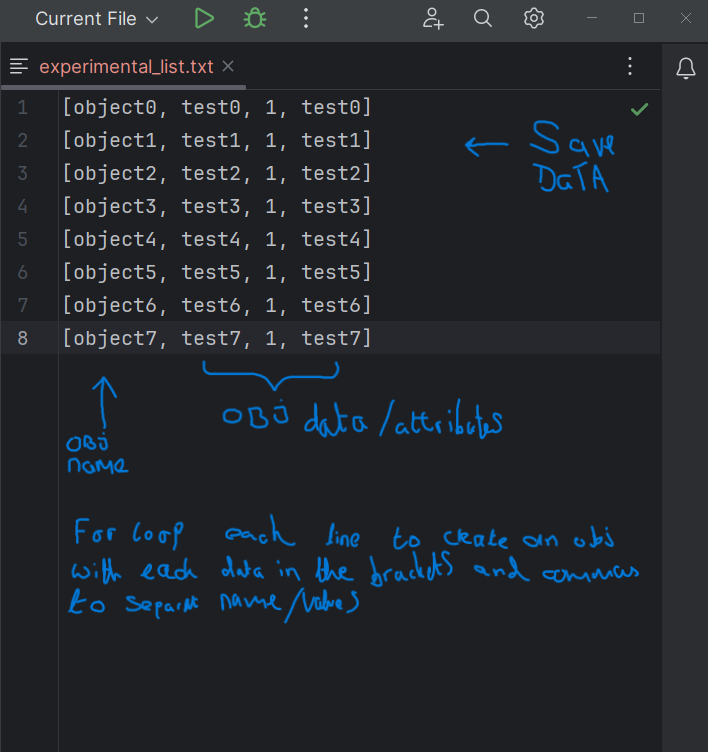 Current File
experimental_list.txt
1 [object0, test0, 1, test0]
2 [object1, test1, 1, test1]
3 [object2, test2, 1, test2]
4 [object3, test3, 1, test3]
5 [object4, test4, 1, test4]
6 [object5, test5, 1, test5]
7 [object6, test6, 1, test6]
8 [object7, test7, 1, test7]
← Save
DaTA
OBJ data/attributes
OBJ
name
For loop each line to create an obj
with each data in the brackets and commas
to separate name/values